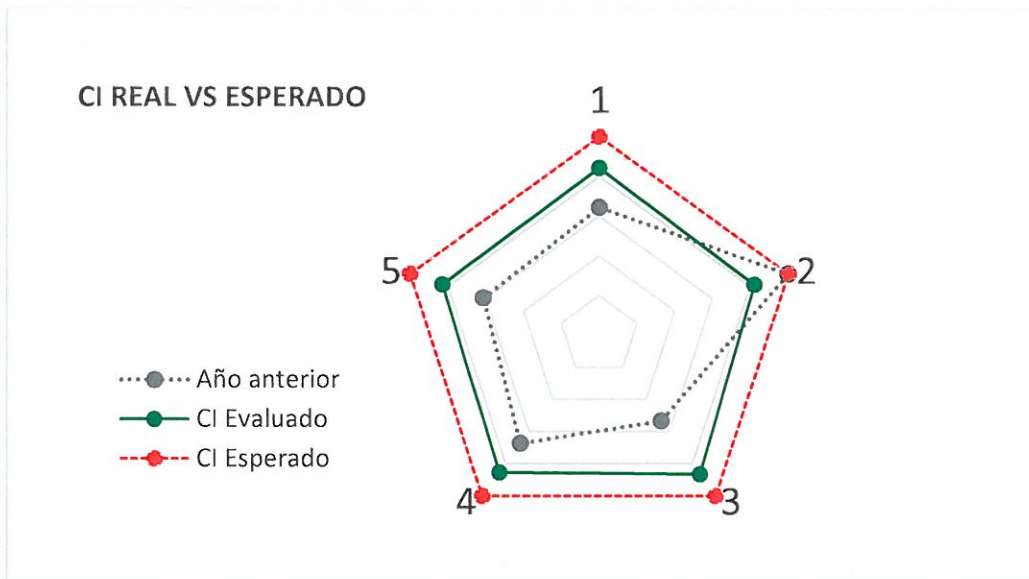 CI REAL VS ESPERADO
1
2
3
4
5
Año anterior
CI Evaluado
CI Esperado